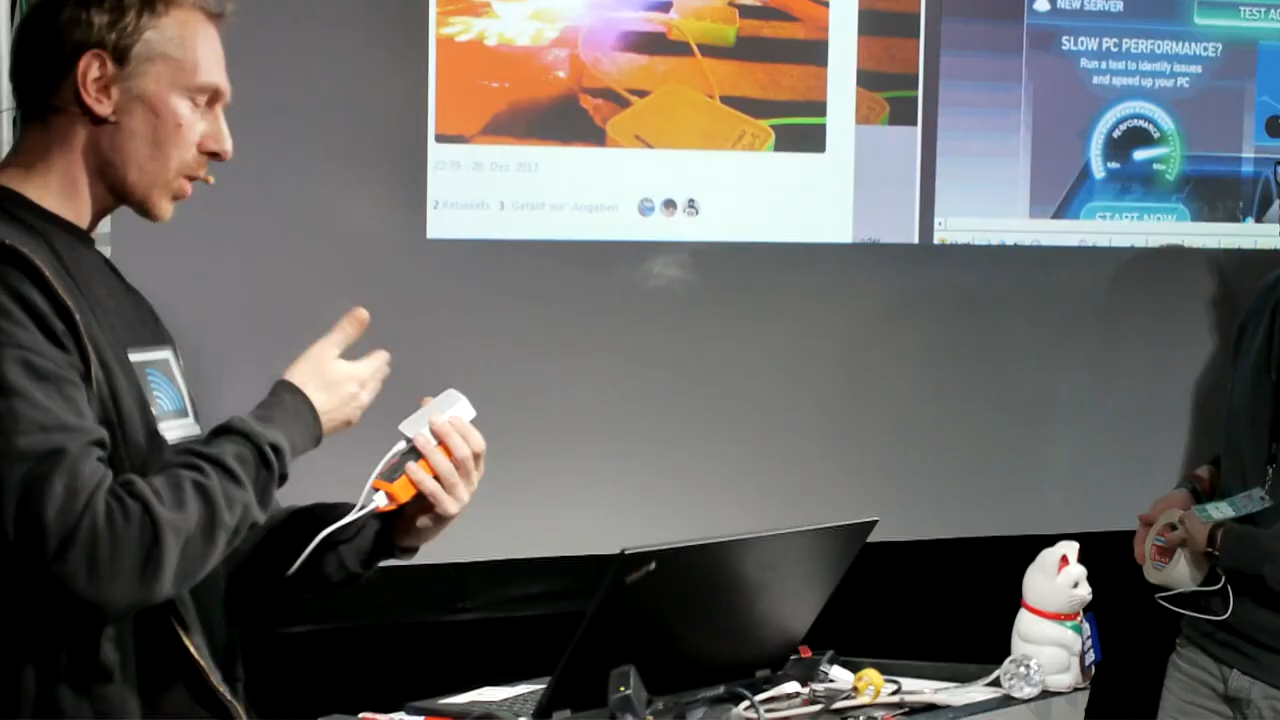 22:39 - 29. Dez. 2017
2 Retweets 3 „Gefällt mir“-Angaben
NEW SERVER
TEST
SLOW PC PERFORMANCE?
Run a test to identify issues
and speed up your PC
PERFORMANCE
Min
START NOW